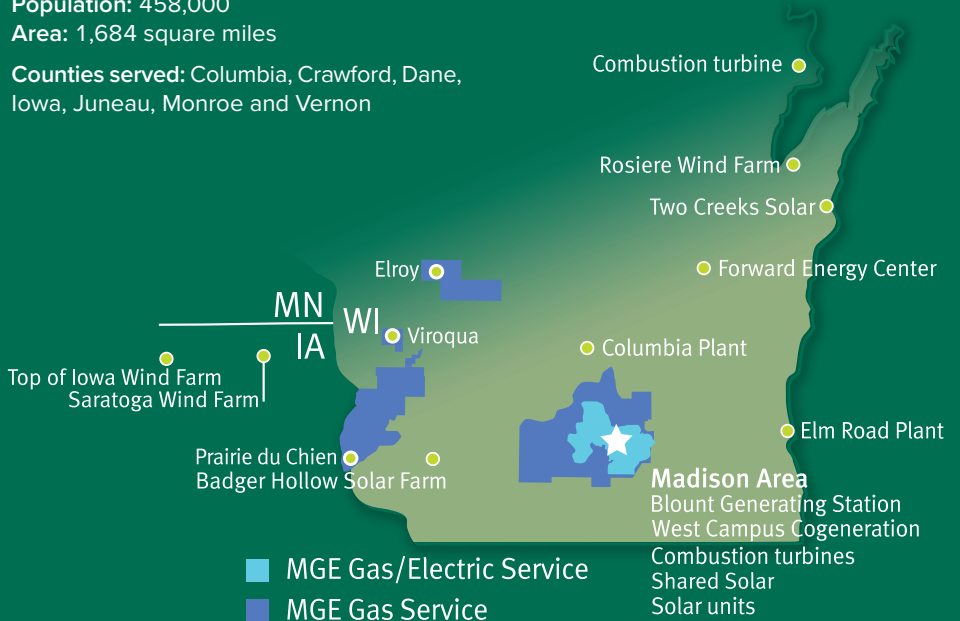 Population: 458,000
Area: 1,684 square miles
Counties served: Columbia, Crawford, Dane,
Iowa, Juneau, Monroe and Vernon
Combustion turbine
Rosiere Wind Farm
Two Creeks Solar
Elroy
Forward Energy Center
MN
WI
IA
Viroqua
Columbia Plant
Top of Iowa Wind Farm
Saratoga Wind Farm
Elm Road Plant
Prairie du Chien
Badger Hollow Solar Farm
Madison Area
Blount Generating Station
West Campus Cogeneration
Combustion turbines
Shared Solar
Solar units
MGE Gas/Electric Service
MGE Gas Service